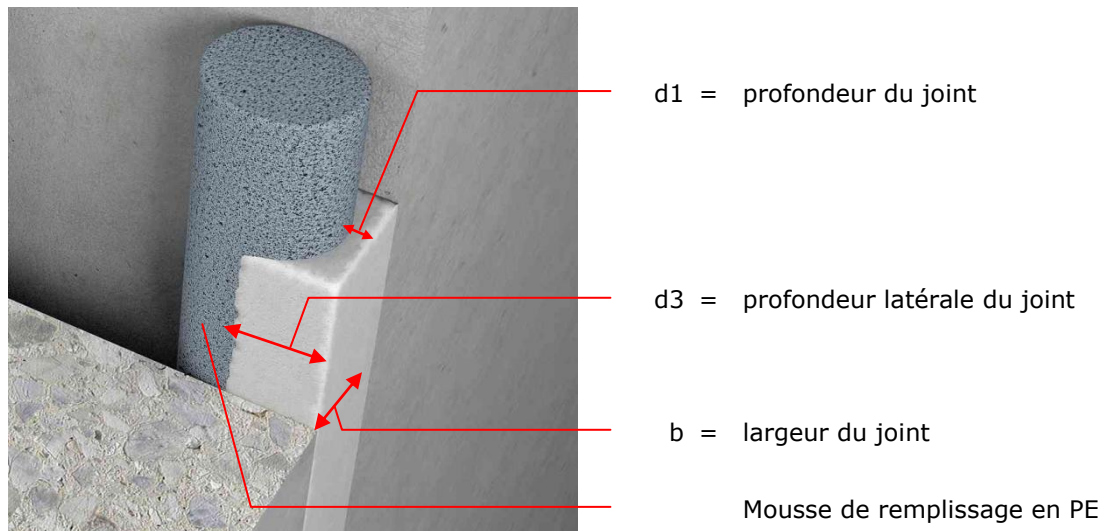 d1 = profondeur du joint
d3 = profondeur latérale du joint
b = largeur du joint
Mousse de remplissage en PE